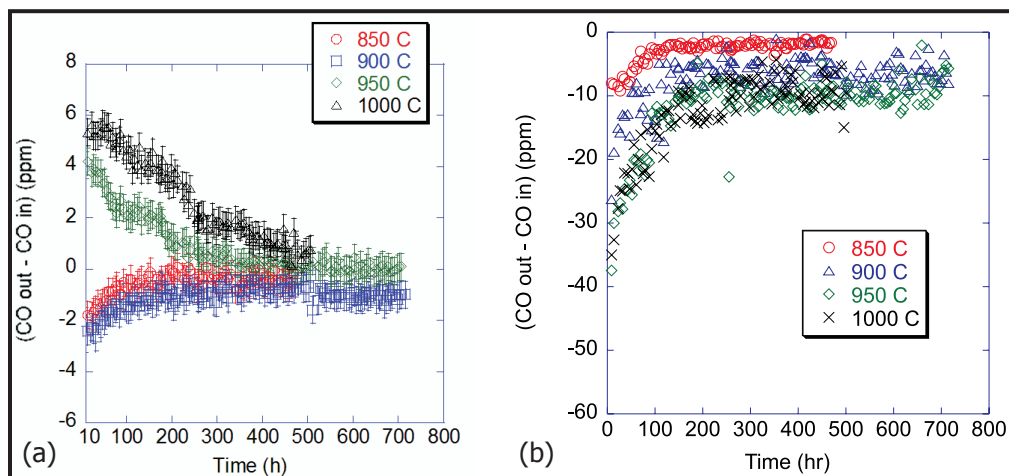 8
6
4
2
0
-2
-4
-6
(CO out - CO in) (ppm)
850 C
900 C
950 C
1000 C
10 100 200 300 400 500 600 700 800
Time (h)
(a)
0
-10
-20
-30
-40
-50
-60
(CO out - CO in) (ppm)
850 C
900 C
950 C
1000 C
0 100 200 300 400 500 600 700 800
Time (hr)
(b)